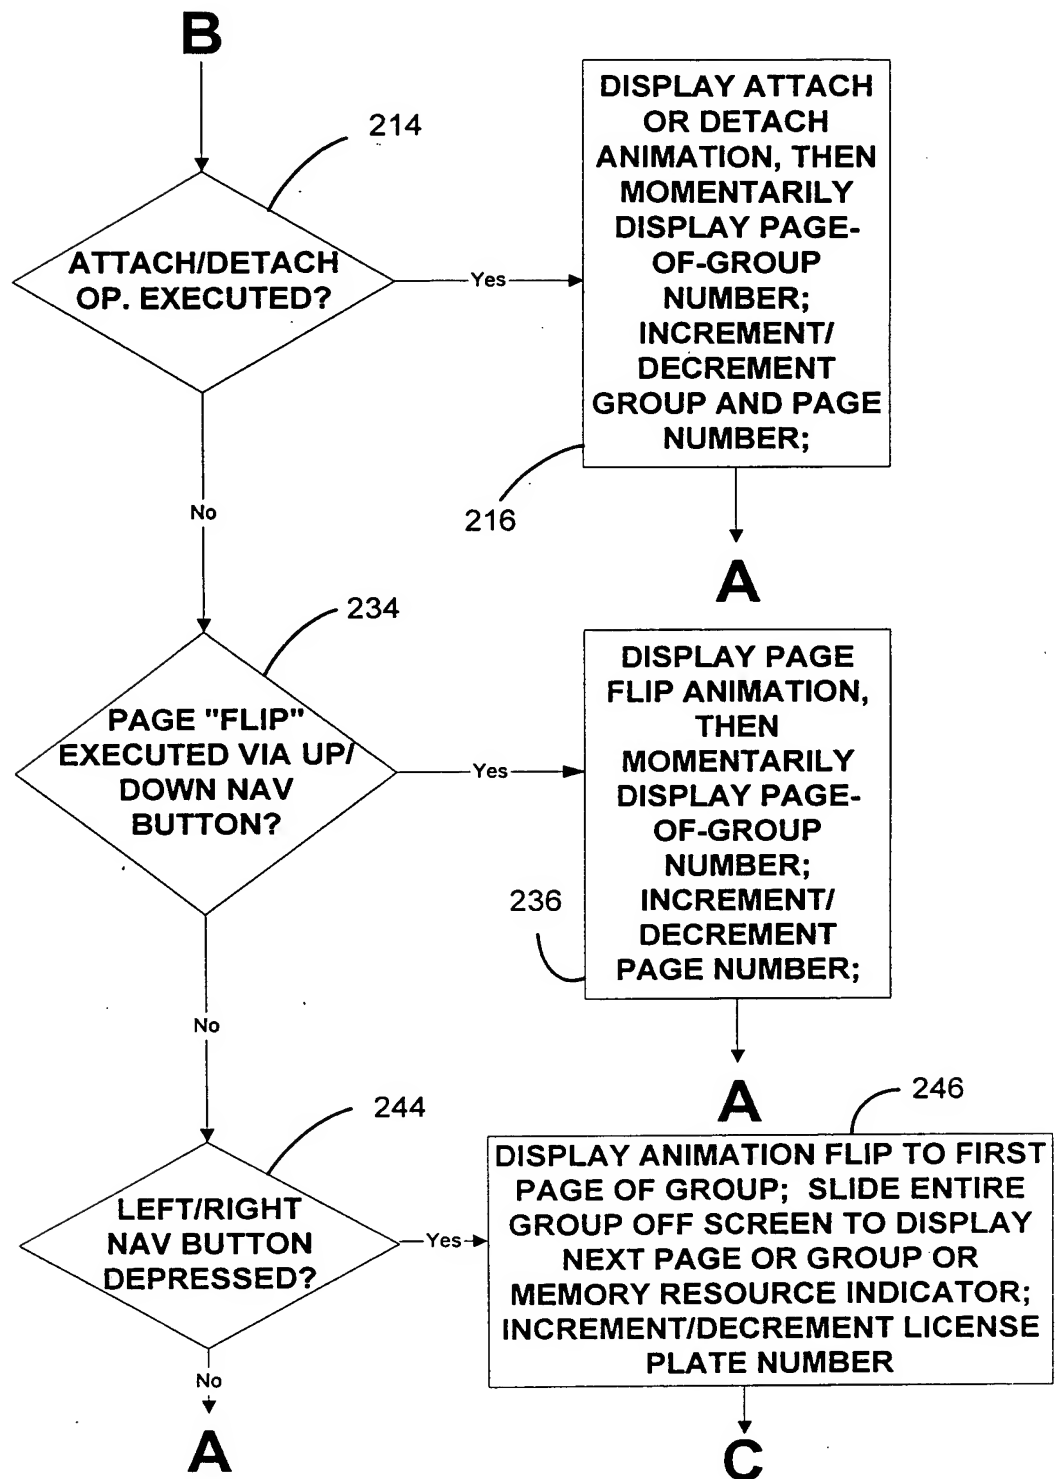 B
214
ATTACH/DETACH
OP. EXECUTED?
Yes
DISPLAY ATTACH
OR DETACH
ANIMATION, THEN
MOMENTARILY
DISPLAY PAGE-
OF-GROUP
NUMBER;
INCREMENT/
DECREMENT
GROUP AND PAGE
NUMBER;
216
A
No
234
PAGE "FLIP"
EXECUTED VIA UP/
DOWN NAV
BUTTON?
Yes
DISPLAY PAGE
FLIP ANIMATION,
THEN
MOMENTARILY
DISPLAY PAGE-
OF-GROUP
NUMBER;
INCREMENT/
DECREMENT
PAGE NUMBER;
236
A
No
244
LEFT/RIGHT
NAV BUTTON
DEPRESSED?
Yes
246
DISPLAY ANIMATION FLIP TO FIRST
PAGE OF GROUP; SLIDE ENTIRE
GROUP OFF SCREEN TO DISPLAY
NEXT PAGE OR GROUP OR
MEMORY RESOURCE INDICATOR;
INCREMENT/DECREMENT LICENSE
PLATE NUMBER
No
A
C